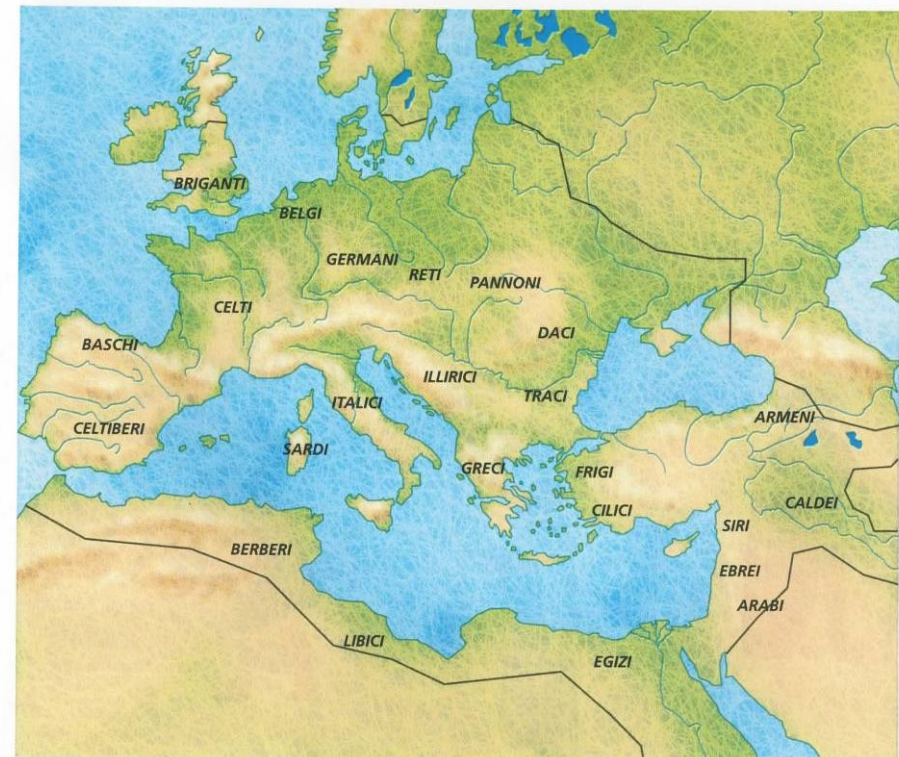 BRIGANTI
BELGI
GERMANI
RETI
PANNONI
CELTI
DACI
BASCHI
ILLIRICI
TRACI
ITALICI
ARMENI
CELTIBERI
SARDI
GRECI
FRIGI
CALDEI
CILICI
SIRI
BERBERI
EBREI
ARABI
LIBICI
EGIZI